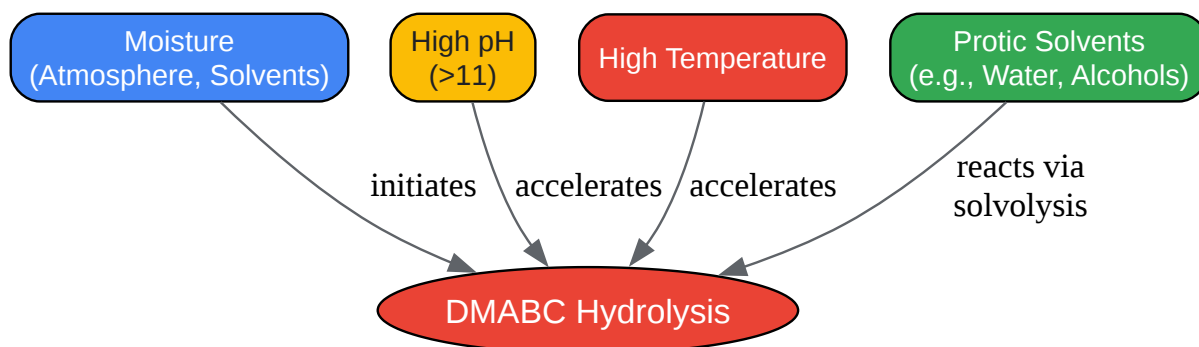 Moisture
(Atmosphere, Solvents)
High pH
(>11)
High Temperature
Protic Solvents
(e.g., Water, Alcohols)
initiates
accelerates
accelerates
reacts via
solvolysis
DMABC Hydrolysis